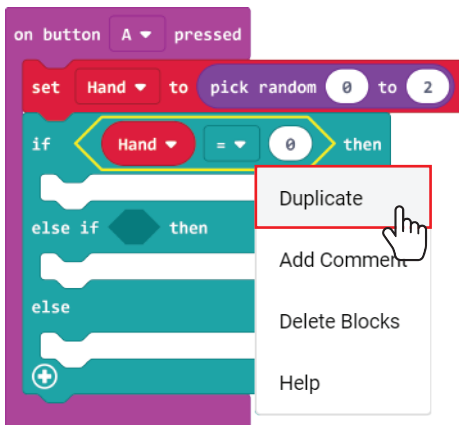 on button A pressed
set Hand to pick random 0 to 2
if Hand = 0 then
Duplicate
else if then
Add Comment
else
Delete Blocks
Help